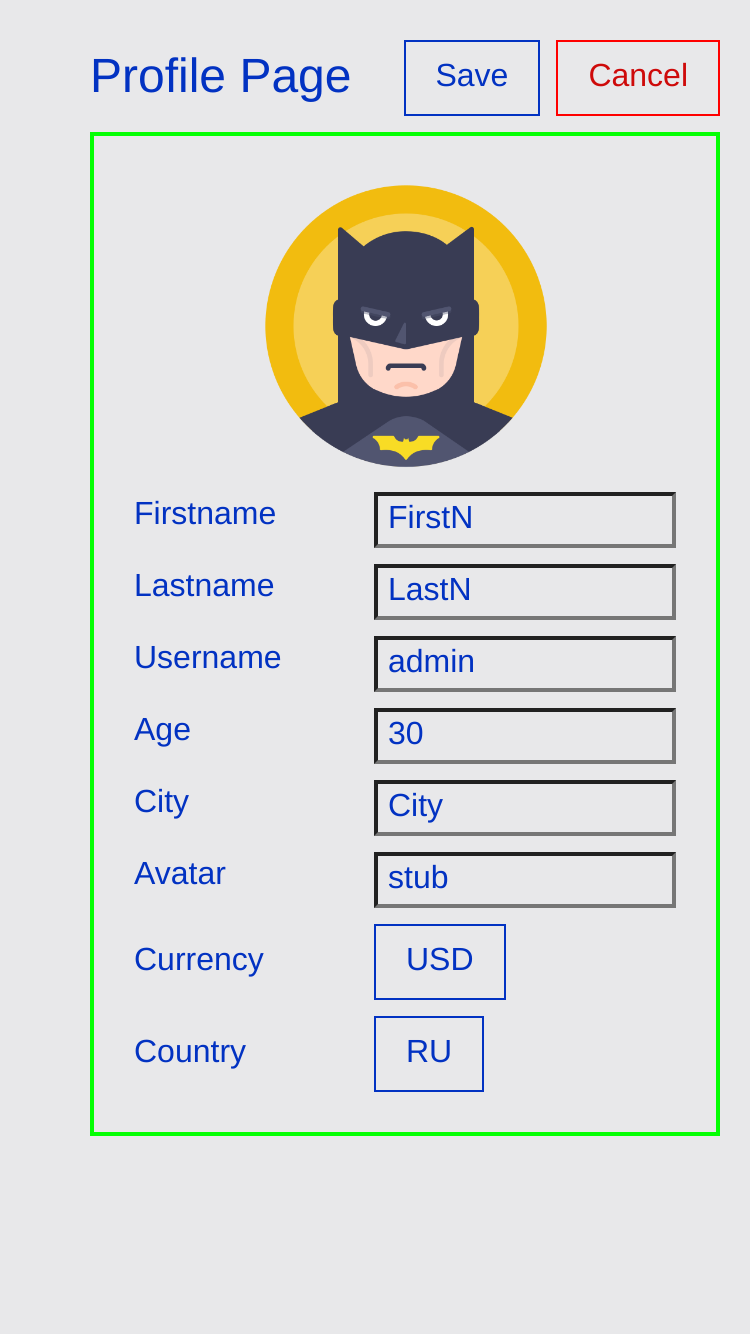 Profile Page Save Cancel
Firstname FirstN
Lastname LastN
Username admin
Age 30
City City
Avatar stub
Currency USD
Country RU